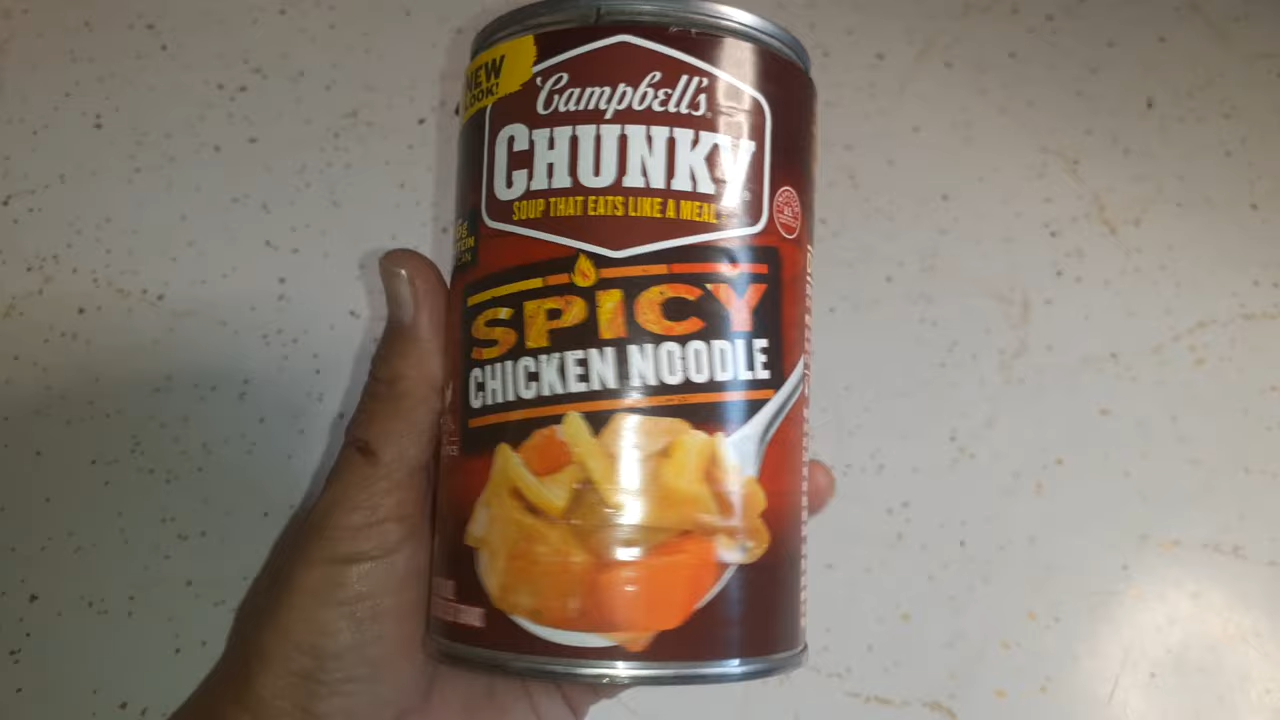 NEW
LOOK!
Campbell's
CHUNKY
SOUP THAT EATS LIKE A MEAL
SPICY
CHICKEN NOODLE